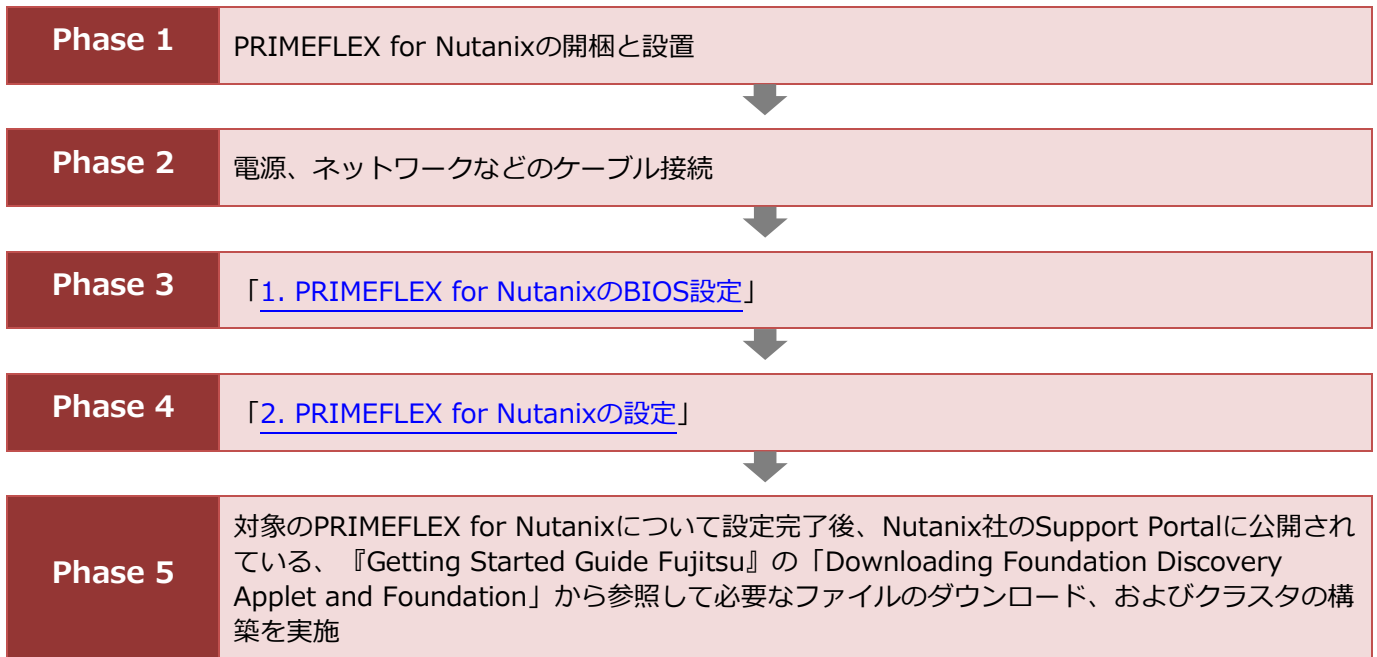 Phase 1
PRIMEFLEX for Nutanixの開梱と設置
Phase 2
電源、ネットワークなどのケーブル接続
Phase 3
「1. PRIMEFLEX for NutanixのBIOS設定」
Phase 4
「2. PRIMEFLEX for Nutanixの設定」
Phase 5
対象のPRIMEFLEX for Nutanixについて設定完了後、Nutanix社のSupport Portalに公開され
ている、『Getting Started Guide Fujitsu』の「Downloading Foundation Discovery
Applet and Foundation」から参照して必要なファイルのダウンロード、およびクラスタの構
築を実施